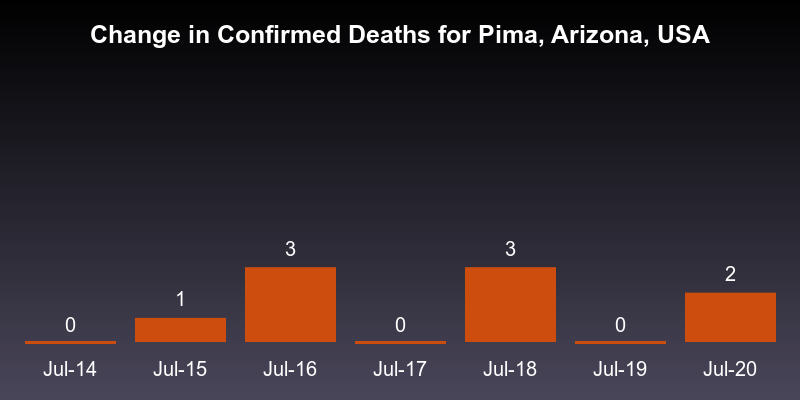 Change in Confirmed Deaths for Pima, Arizona, USA
0 1 3 0 3 0 2
Jul-14 Jul-15 Jul-16 Jul-17 Jul-18 Jul-19 Jul-20